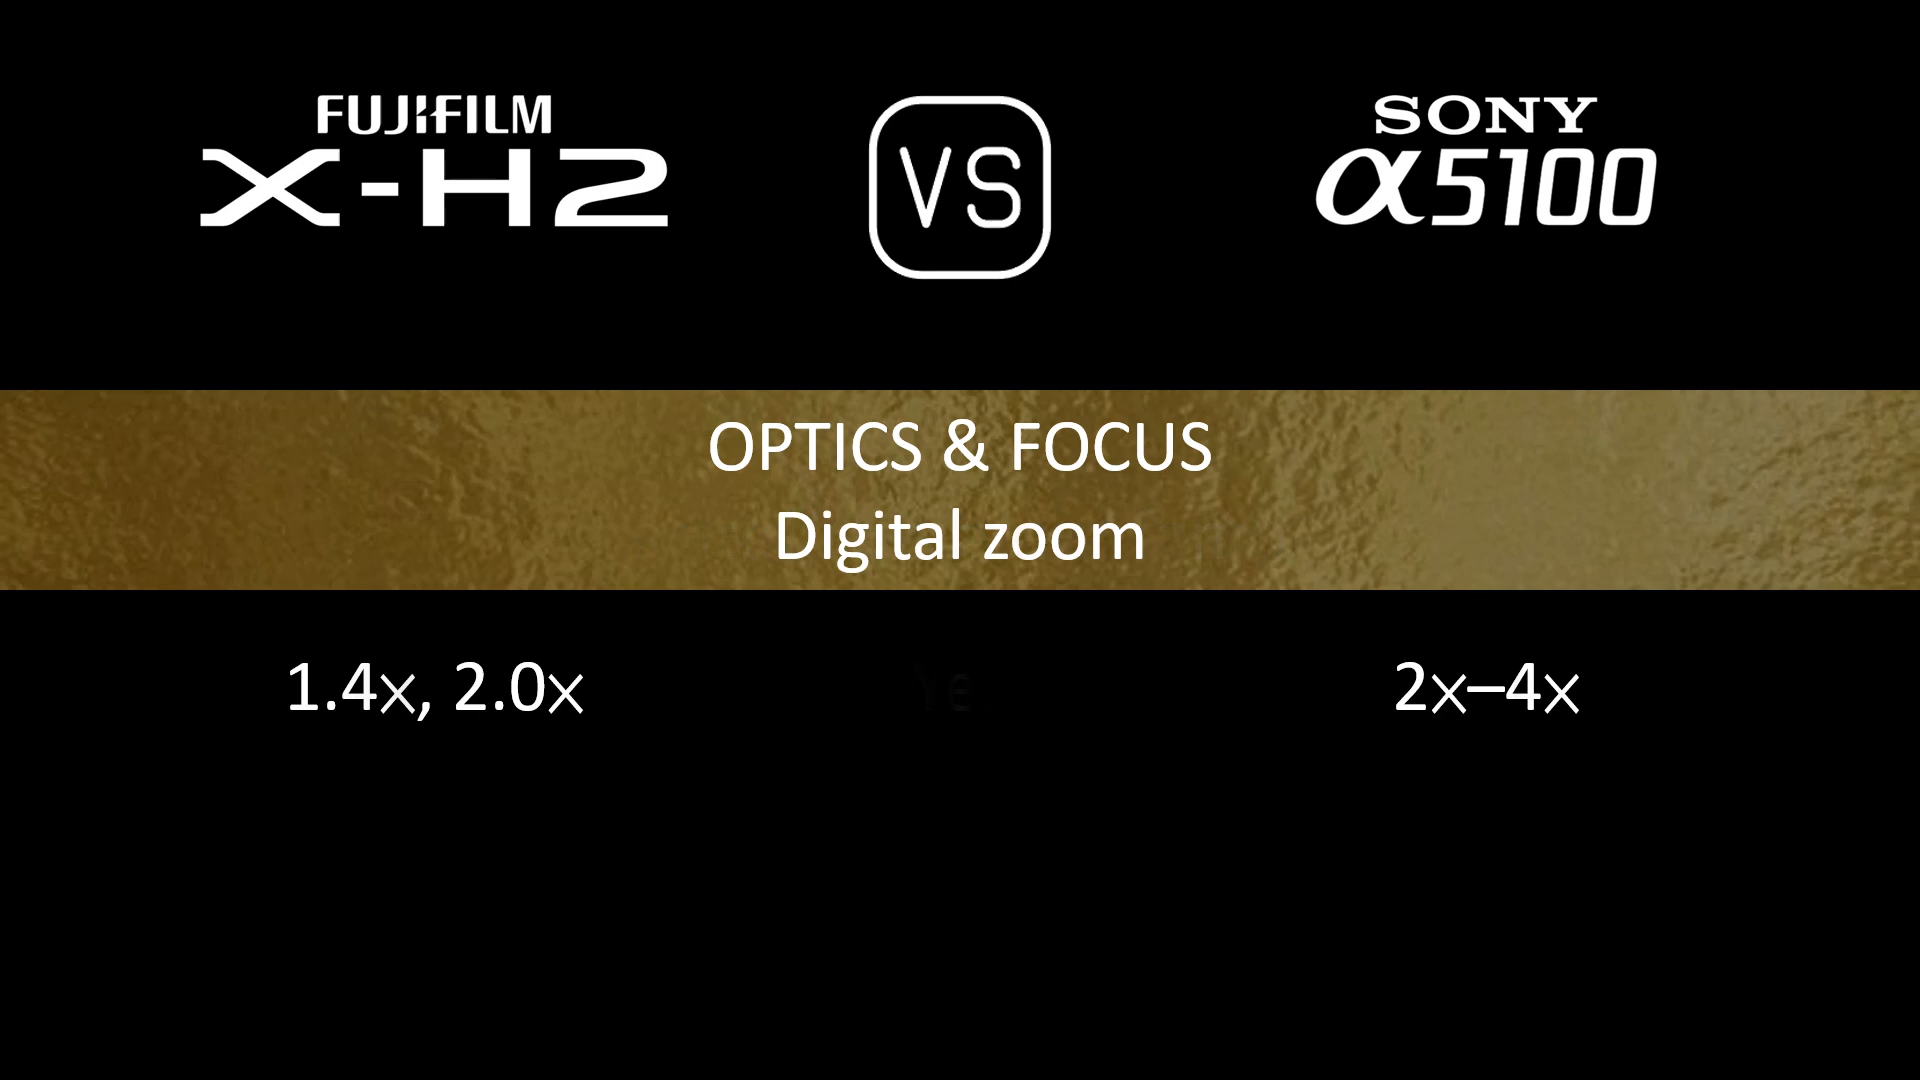 FUJIFILM
X-H2
VS
SONY
α5100
OPTICS & FOCUS
Digital zoom
1.4x, 2.0x
2x–4x